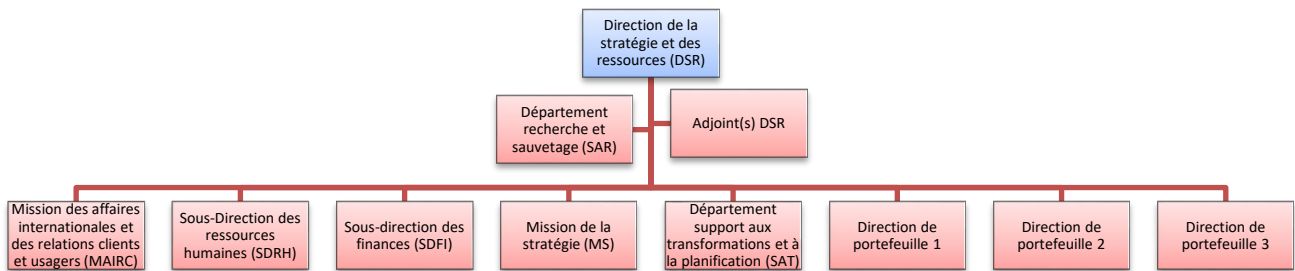 Direction de la
stratégie et des
ressources (DSR)
Département
recherche et
sauvetage (SAR)
Adjoint(s) DSR
Mission des affaires
internationales et
des relations clients
et usagers (MAIRC)
Sous-Direction des
ressources
humaines (SDRH)
Sous-direction des
finances (SDFI)
Mission de la
stratégie (MS)
Département
support aux
transformations et à
la planification (SAT)
Direction de
portefeuille 1
Direction de
portefeuille 2
Direction de
portefeuille 3